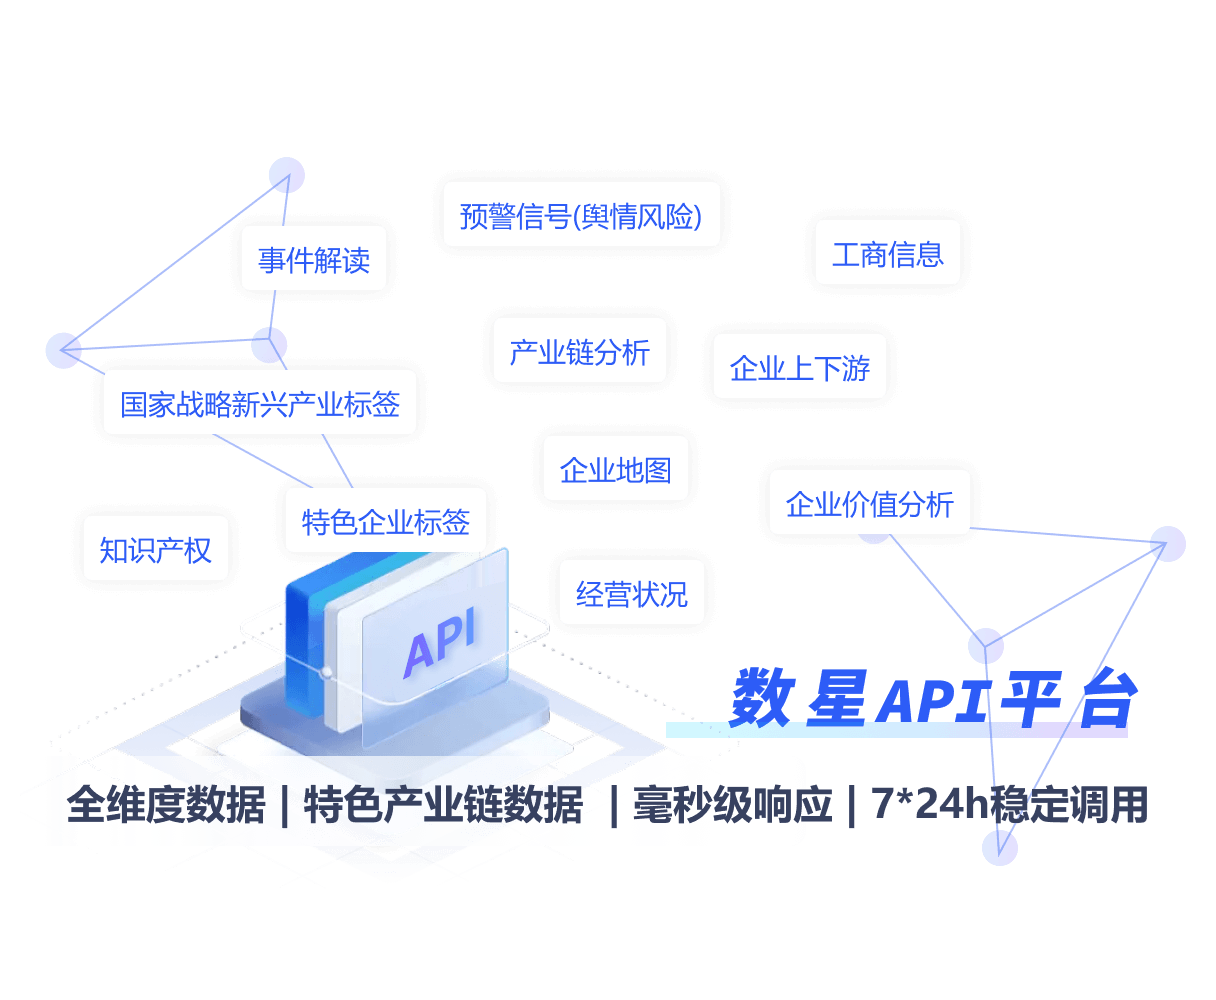 预警信号(舆情风险)
工商信息
事件解读
产业链分析
企业上下游
国家战略新兴产业标签
企业地图
企业价值分析
特色企业标签
知识产权
经营状况
API
数星API平台
全维度数据 | 特色产业链数据 | 毫秒级响应 | 7*24h稳定调用